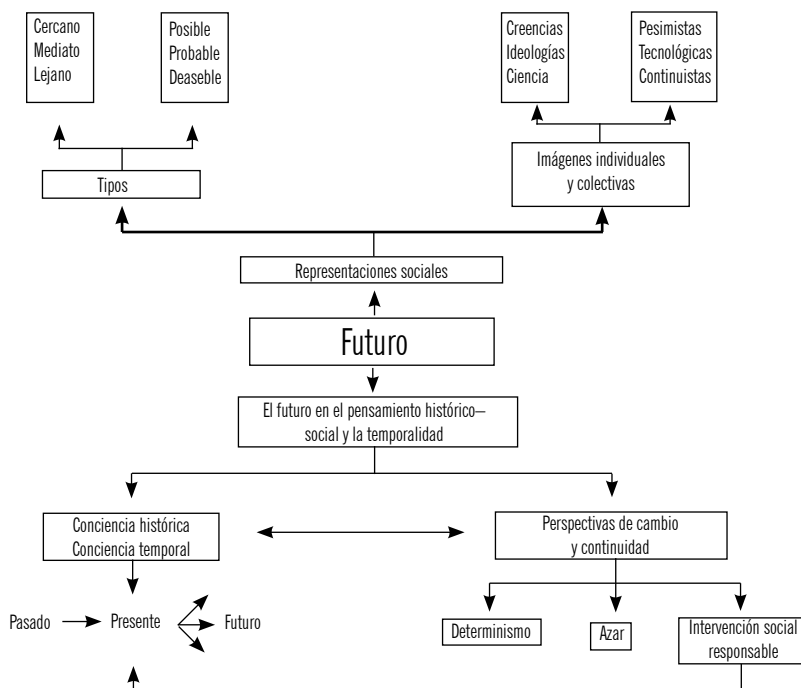 Cercano
Mediato
Lejano
Posible
Probable
Deaseble
Creencias
Ideologías
Ciencia
Pesimistas
Tecnológicas
Continuistas
Tipos
Imágenes individuales
y colectivas
Representaciones sociales
Futuro
El futuro en el pensamiento histórico–
social y la temporalidad
Conciencia histórica
Conciencia temporal
Perspectivas de cambio
y continuidad
Pasado
Presente
Futuro
Determinismo
Azar
Intervención social
responsable